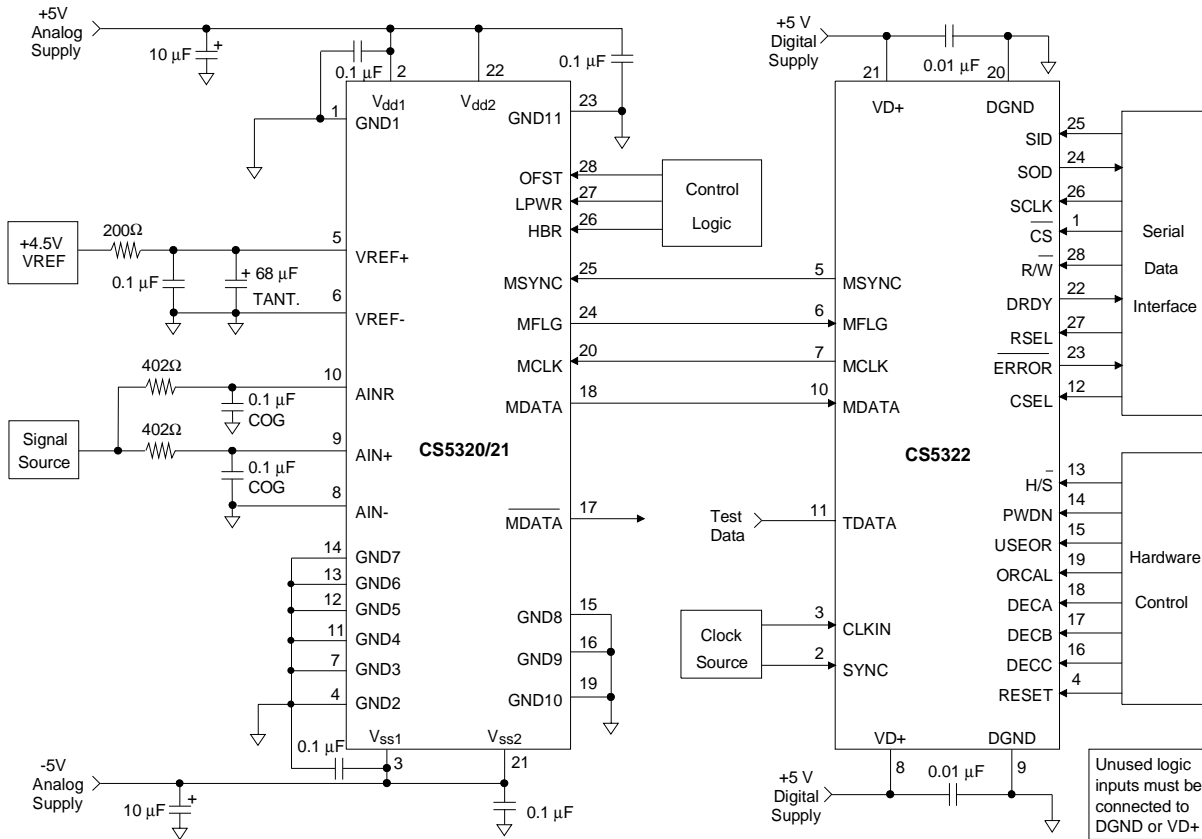 +5V
Analog
Supply
10 µF
+
0.1 µF
2
22
0.1 µF
+5 V
Digital
Supply
21
0.01 µF
20
1
Vdd1
Vdd2
23
GND1
GND11
VD+
DGND
28
OFST
27
LPWR
26
HBR
Control
Logic
25
SID
24
SOD
26
SCLK
1
CS
28
R/W
22
DRDY
27
RSEL
23
ERROR
12
CSEL
Serial
Data
Interface
+4.5V
VREF
200Ω
5
VREF+
0.1 µF
+ 68 µF
TANT.
6
VREF-
25
MSYNC
5
MSYNC
24
MFLG
6
MFLG
20
MCLK
7
MCLK
18
MDATA
10
MDATA
Signal
Source
402Ω
10
AINR
0.1 µF
COG
402Ω
9
AIN+
0.1 µF
COG
8
AIN-
CS5320/21
CS5322
17
MDATA
Test
Data
11
TDATA
13
H/S
14
PWDN
15
USEOR
19
ORCAL
18
DECA
17
DECB
16
DECC
4
RESET
Hardware
Control
14
GND7
13
GND6
12
GND5
11
GND4
7
GND3
4
GND2
15
GND8
16
GND9
19
GND10
Clock
Source
3
CLKIN
2
SYNC
Vss1
Vss2
VD+
DGND
0.1 µF
3
21
-5V
Analog
Supply
10 µF
+
0.1 µF
+5 V
Digital
Supply
8
0.01 µF
9
Unused logic
inputs must be
connected to
DGND or VD+